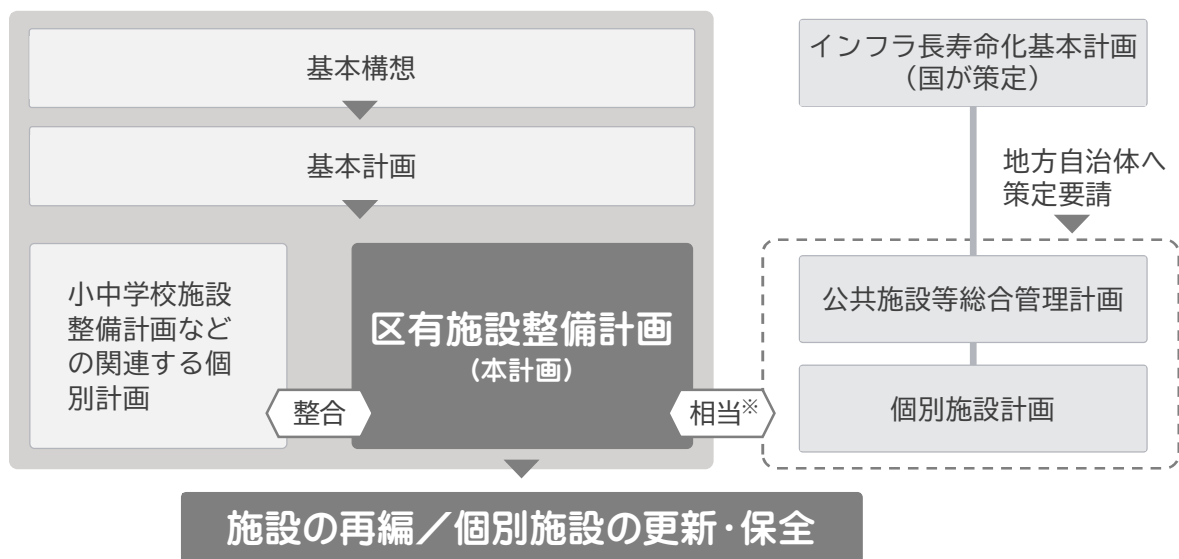 基本構想
基本計画
小中学校施設
整備計画など
の関連する個
別計画
整合
区有施設整備計画
(本計画)
相当※
施設の再編／個別施設の更新・保全
インフラ長寿命化基本計画
（国が策定）
地方自治体へ
策定要請
公共施設等総合管理計画
個別施設計画